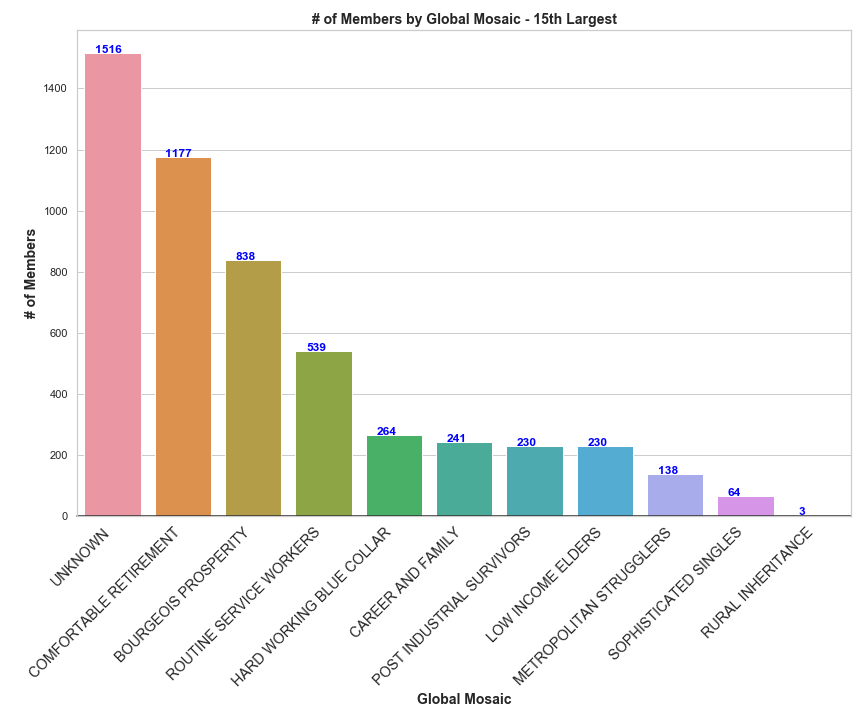 # of Members by Global Mosaic - 15th Largest
# of Members
1400
1200
1000
800
600
400
200
0
1516
1177
838
539
264
241
230
230
138
64
3
UNKNOWN
COMFORTABLE RETIREMENT
BOURGEOIS PROSPERITY
ROUTINE SERVICE WORKERS
HARD WORKING BLUE COLLAR
CAREER AND FAMILY
POST INDUSTRIAL SURVIVORS
LOW INCOME ELDERS
METROPOLITAN STRUGGLERS
SOPHISTICATED SINGLES
RURAL INHERITANCE
Global Mosaic